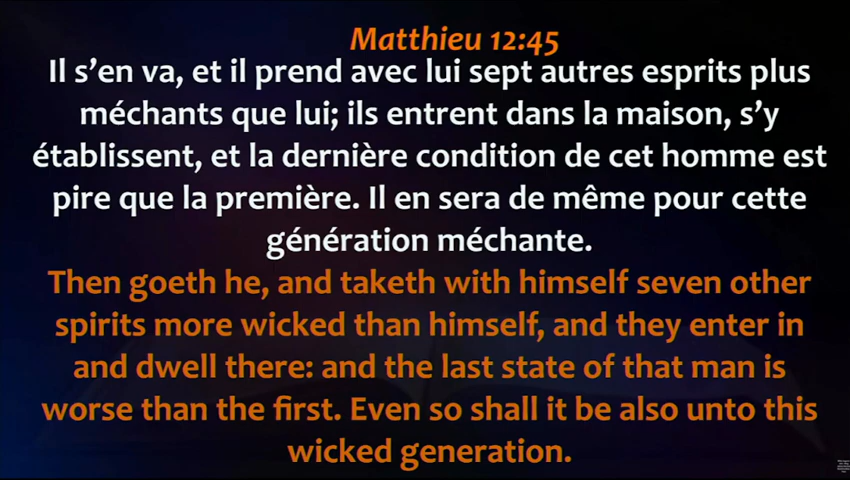 Matthieu 12:45
Il s’en va, et il prend avec lui sept autres esprits plus
méchants que lui; ils entrent dans la maison, s’y
établissent, et la dernière condition de cet homme est
pire que la première. Il en sera de même pour cette
génération méchante.
Then goeth he, and taketh with himself seven other
spirits more wicked than himself, and they enter in
and dwell there: and the last state of that man is
worse than the first. Even so shall it be also unto this
wicked generation.